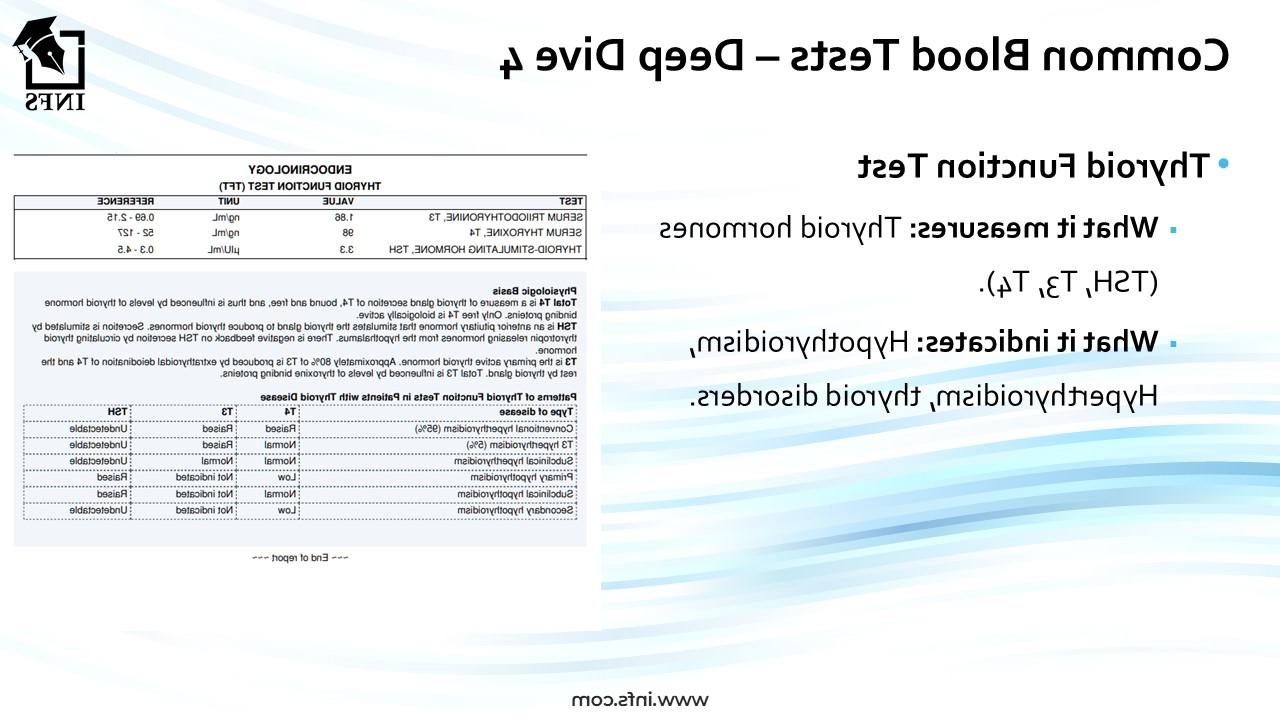 Common Blood Tests – Deep Dive 4
INFS
• Thyroid Function Test
▪ What it measures: Thyroid hormones
(TSH, T3, T4).
▪ What it indicates: Hypothyroidism,
Hyperthyroidism, thyroid disorders.
ENDOCRINOLOGY
THYROID FUNCTION TEST (TFT)
TEST VALUE UNIT REFERENCE
SERUM TRIIODOTHYRONINE, T3 1.86 ng/mL 0.69 - 2.15
SERUM THYROXINE, T4 98 ng/mL 52 - 127
THYROID-STIMULATING HORMONE, TSH 3.3 µIU/mL 0.3 - 4.5
Physiologic Basis
Total T4 is a measure of thyroid gland secretion of T4, bound and free, and thus is influenced by levels of thyroid hormone
binding proteins. Only free T4 is biologically active.
TSH is an anterior pituitary hormone that stimulates the thyroid gland to produce thyroid hormones. Secretion is stimulated by
thyrotropin releasing hormones from the hypothalamus. There is negative feedback on TSH secretion by circulating thyroid
hormone.
T3 is the primary active thyroid hormone. Approximately 80% of T3 is produced by extrathyroidal deiodination of T4 and the
rest by thyroid gland. Total T3 is influenced by levels of thyroxine binding proteins.
Patterns of Thyroid Function Tests in Patients with Thyroid Disease
Type of disease T4 T3 TSH
Conventional hyperthyroidism (95%) Raised Raised Undetectable
T3 hyperthyroidism (5%) Normal Raised Undetectable
Subclinical hyperthyroidism Normal Normal Undetectable
Primary hypothyroidism Low Not indicated Raised
Subclinical hypothyroidism Normal Not indicated Raised
Secondary hypothyroidism Low Not indicated Undetectable
~~~ End of report ~~~
www.infs.com